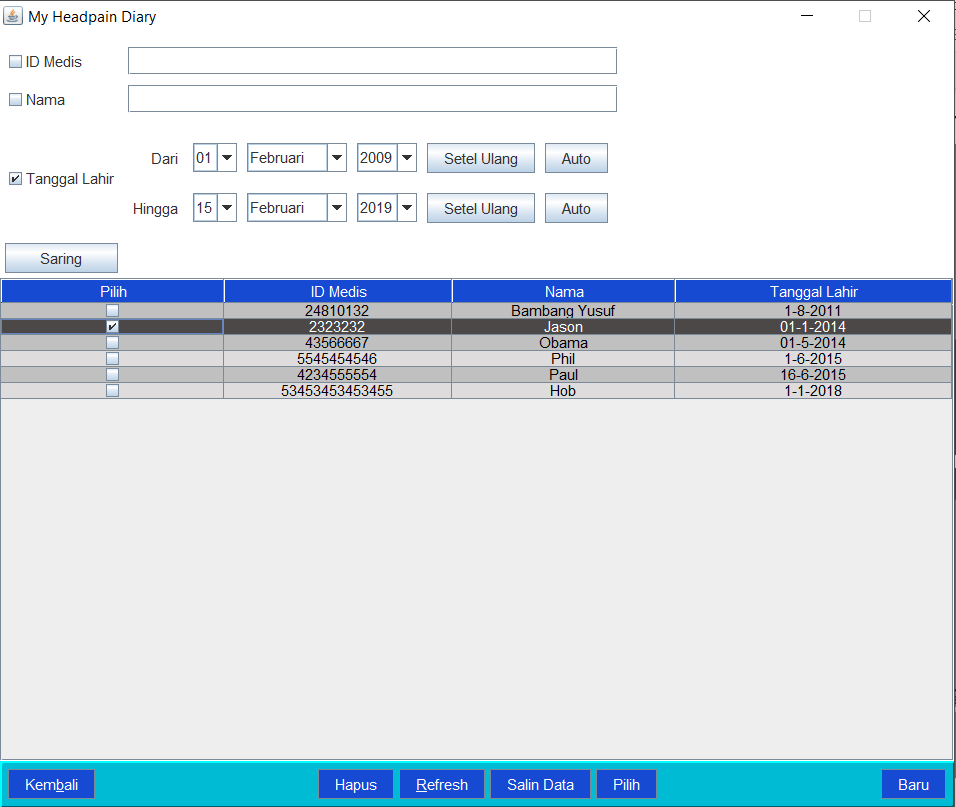 My Headpain Diary
ID Medis
Nama
Dari 01 Februari 2009 Setel Ulang Auto
Tanggal Lahir
Hingga 15 Februari 2019 Setel Ulang Auto
Saring
Pilih ID Medis Nama Tanggal Lahir
24810132 Bambang Yusuf 1-8-2011
2323232 Jason 01-1-2014
43566667 Obama 01-5-2014
5545454546 Phil 1-6-2015
4234555554 Paul 16-6-2015
53453453453455 Hob 1-1-2018
Kembali Hapus Refresh Salin Data Pilih Baru